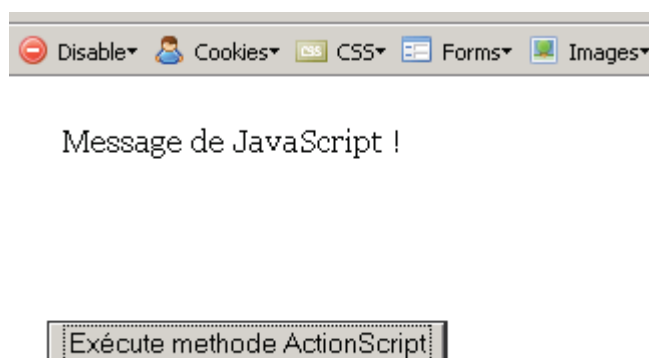 Disable Cookies CSS Forms Images
Message de JavaScript !
Exécute methode ActionScript